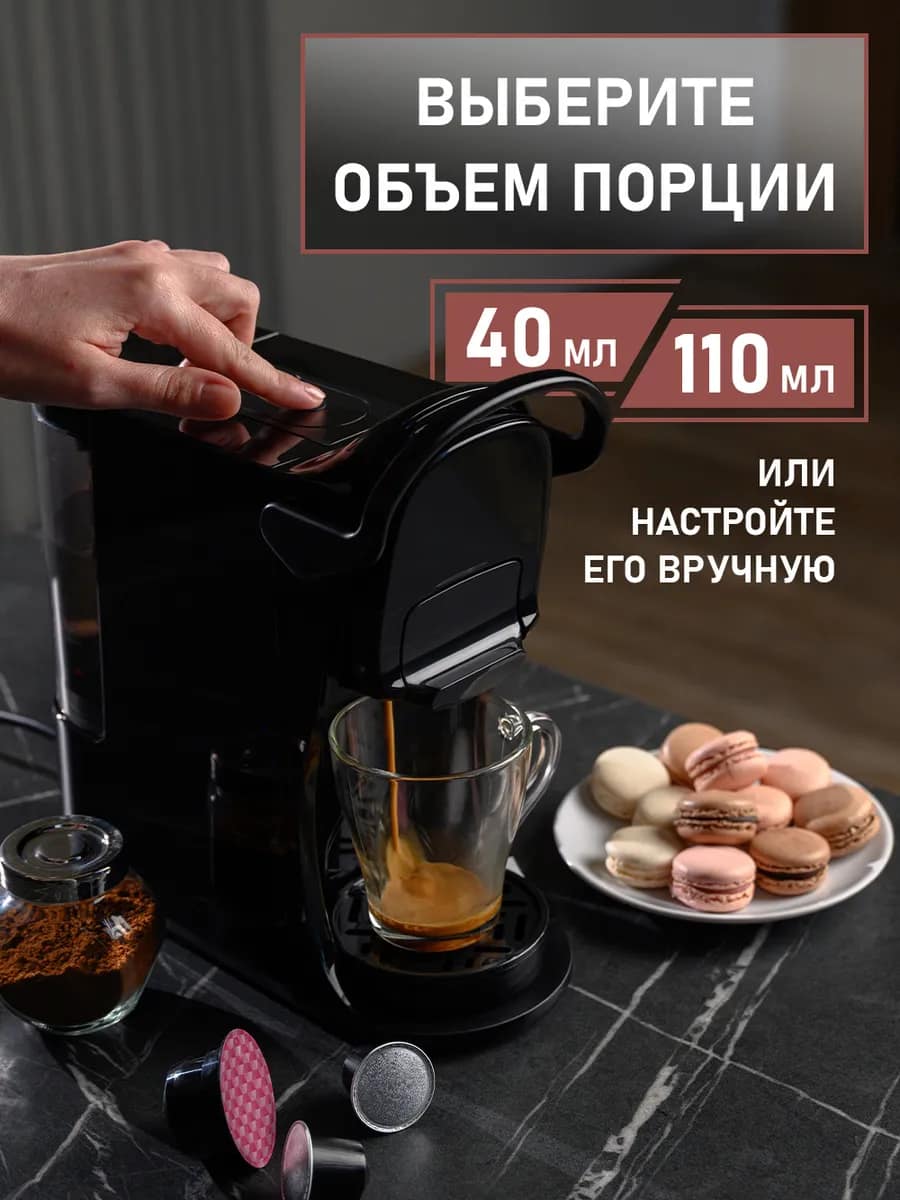 ВЫБЕРИТЕ
ОБЪЕМ ПОРЦИИ
40 МЛ
110 МЛ
ИЛИ
НАСТРОЙТЕ
ЕГО ВРУЧНУЮ